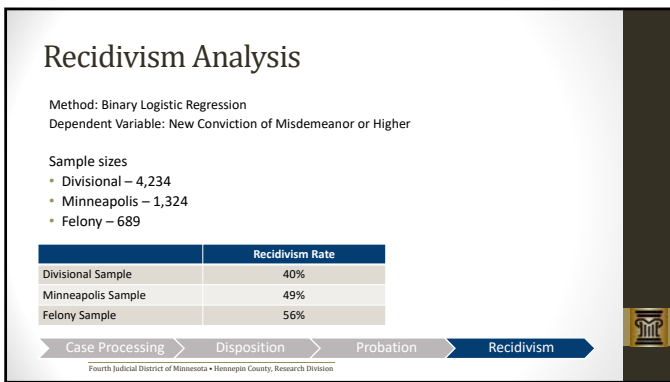 Recidivism Analysis
Method: Binary Logistic Regression
Dependent Variable: New Conviction of Misdemeanor or Higher
Sample sizes
• Divisional – 4,234
• Minneapolis – 1,324
• Felony – 689
Recidivism Rate
Divisional Sample 40%
Minneapolis Sample 49%
Felony Sample 56%
Case Processing Disposition Probation Recidivism
Fourth Judicial District of Minnesota • Hennepin County, Research Division